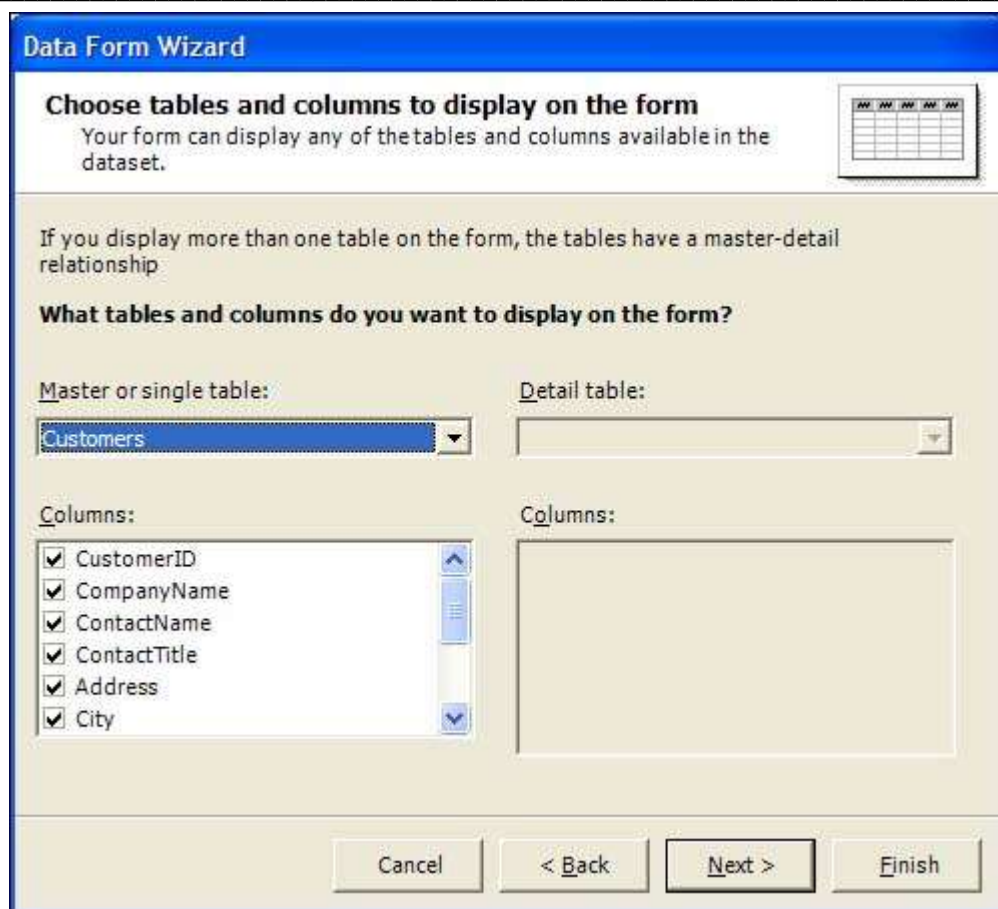 Data Form Wizard
Choose tables and columns to display on the form
Your form can display any of the tables and columns available in the
dataset.
If you display more than one table on the form, the tables have a master-detail
relationship
What tables and columns do you want to display on the form?
Master or single table:
Customers
Columns:
CustomerID
CompanyName
ContactName
ContactTitle
Address
City
Detail table:
Columns:
Cancel
< Back
Next >
Finish